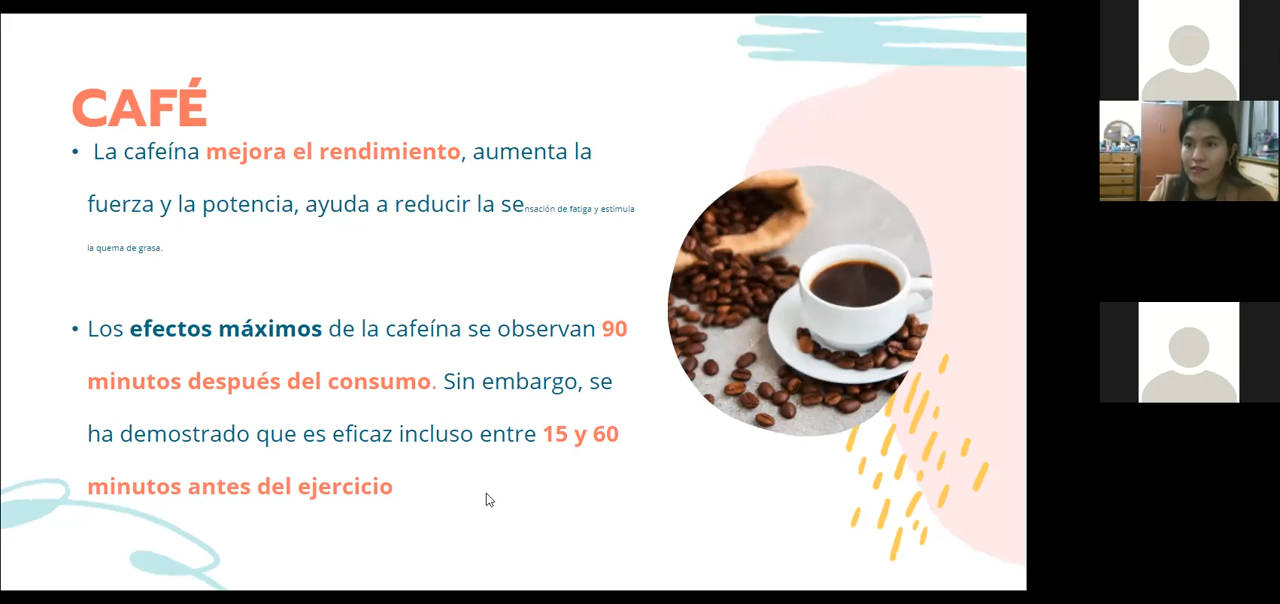 CAFÉ
• La cafeína mejora el rendimiento, aumenta la
fuerza y la potencia, ayuda a reducir la sensación de fatiga y estimula
la quema de grasa.
• Los efectos máximos de la cafeína se observan 90
minutos después del consumo. Sin embargo, se
ha demostrado que es eficaz incluso entre 15 y 60
minutos antes del ejercicio